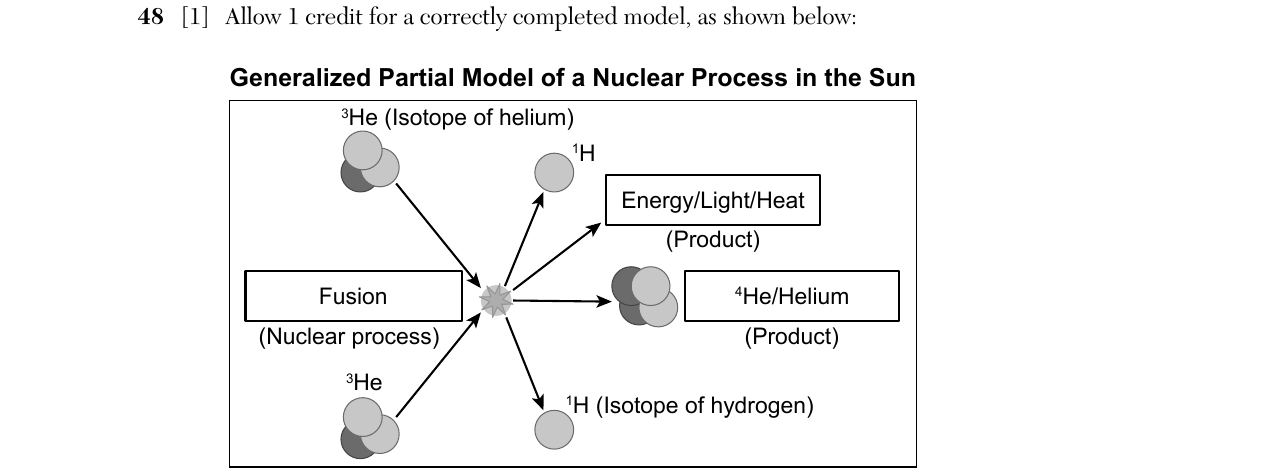 48 [1] Allow 1 credit for a correctly completed model, as shown below:
Generalized Partial Model of a Nuclear Process in the Sun
³He (Isotope of helium)
¹H
Energy/Light/Heat
(Product)
Fusion
(Nuclear process)
⁴He/Helium
(Product)
³He
¹H (Isotope of hydrogen)